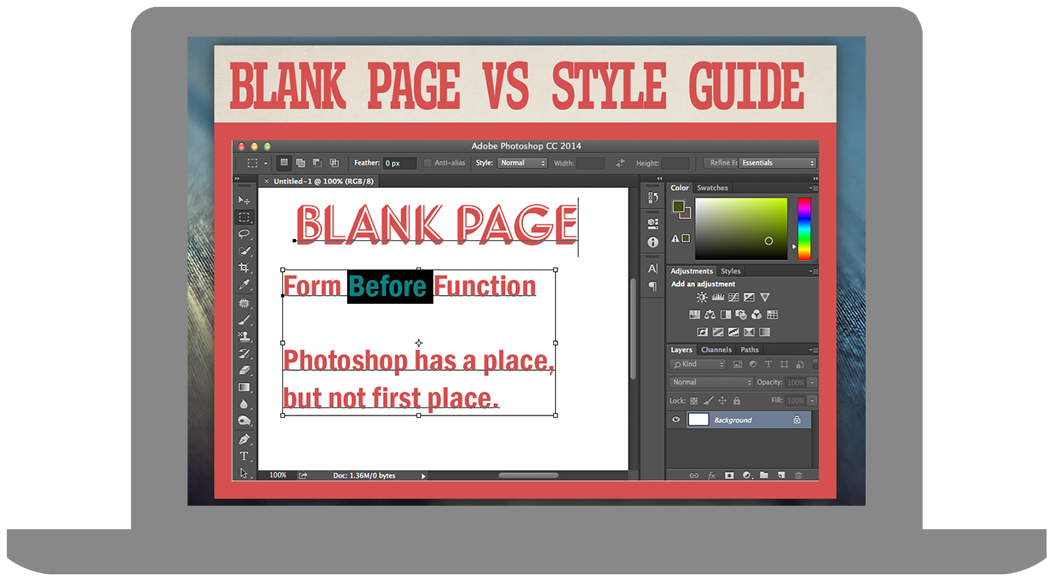 BLANK PAGE VS STYLE GUIDE
Adobe Photoshop CC 2014
Feather: 0 px Anti-alias Style: Normal Width: Height: Refine Essentials
× Untitled-1 @ 100% (RGB/8)
Color Swatches
BLANK PAGE
Form Before Function
Photoshop has a place,
but not first place.
Adjustments Styles
Add an adjustment
Layers Channels Paths
Kind
Normal Opacity: 100%
Lock: Fill: 100%
Background
fx
100% Doc: 1.36M/0 bytes